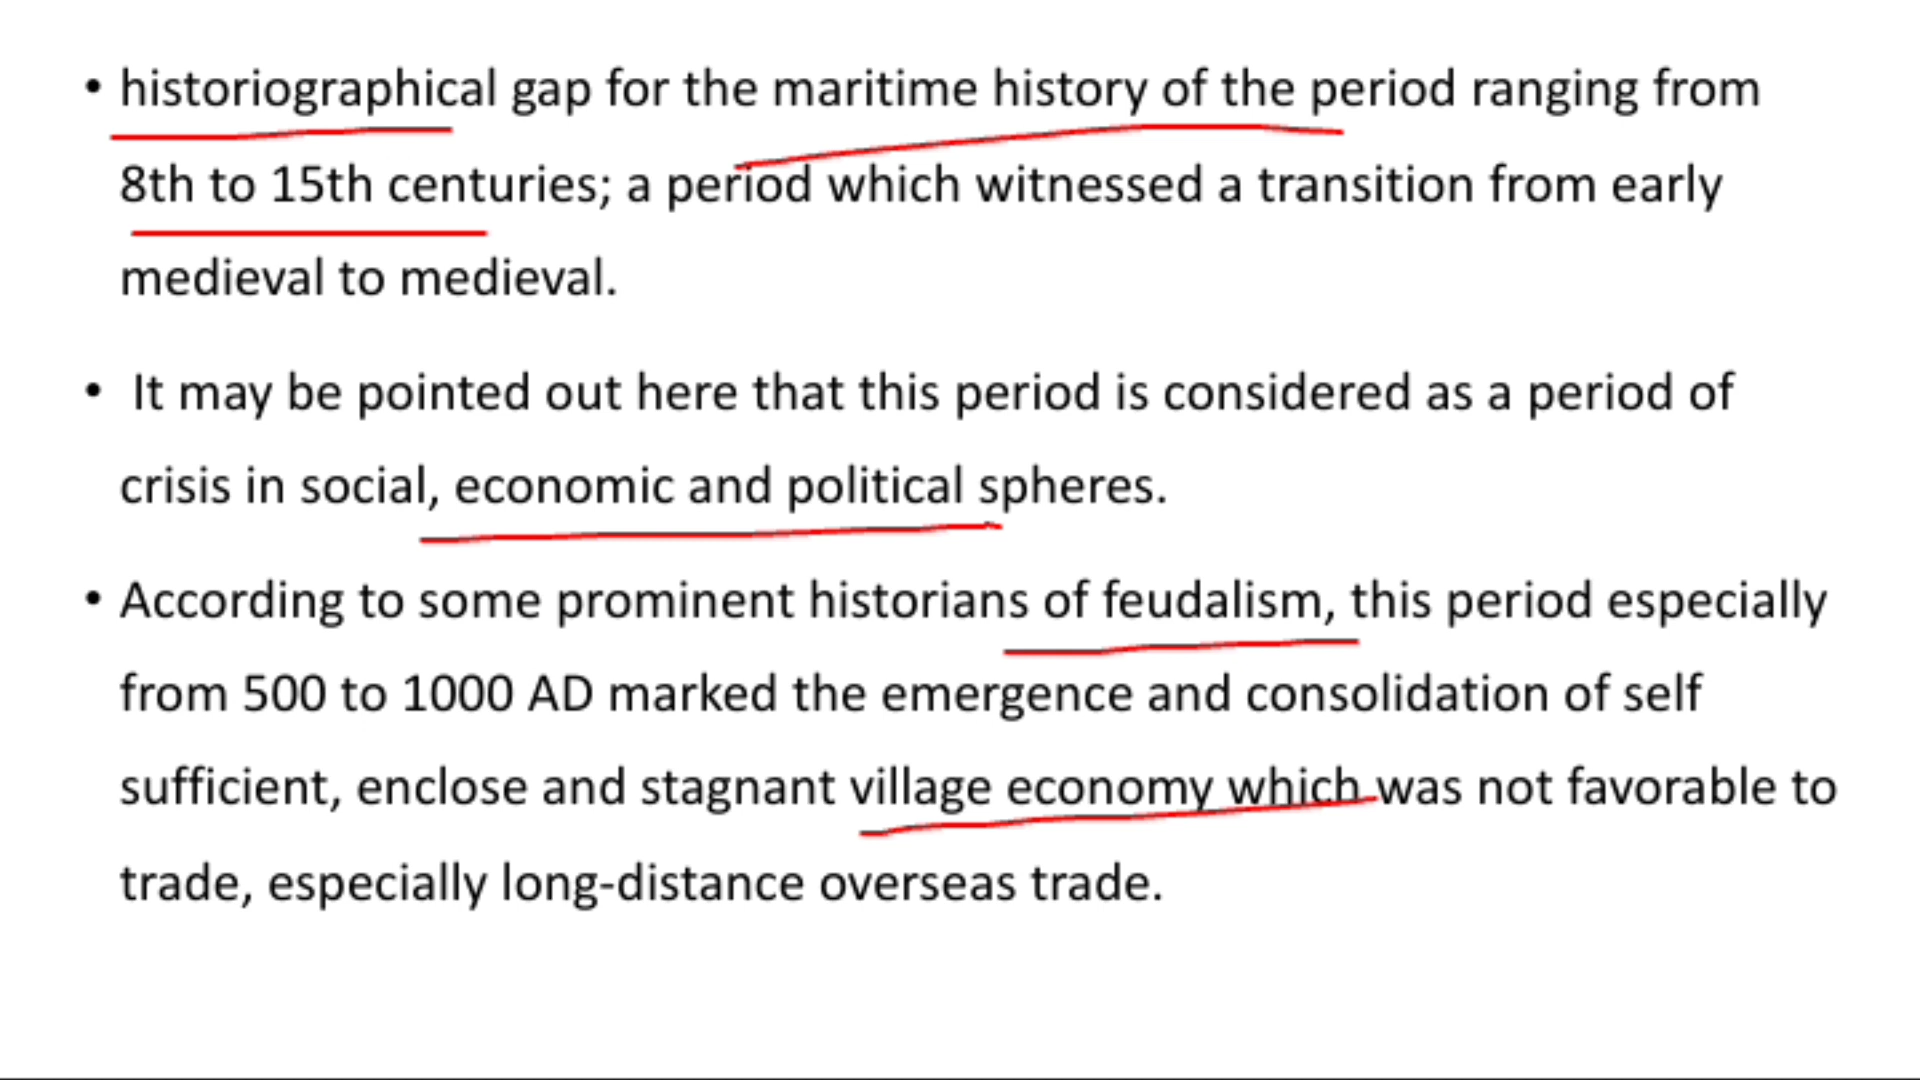 • historiographical gap for the maritime history of the period ranging from
8th to 15th centuries; a period which witnessed a transition from early
medieval to medieval.
• It may be pointed out here that this period is considered as a period of
crisis in social, economic and political spheres.
• According to some prominent historians of feudalism, this period especially
from 500 to 1000 AD marked the emergence and consolidation of self
sufficient, enclose and stagnant village economy which was not favorable to
trade, especially long-distance overseas trade.